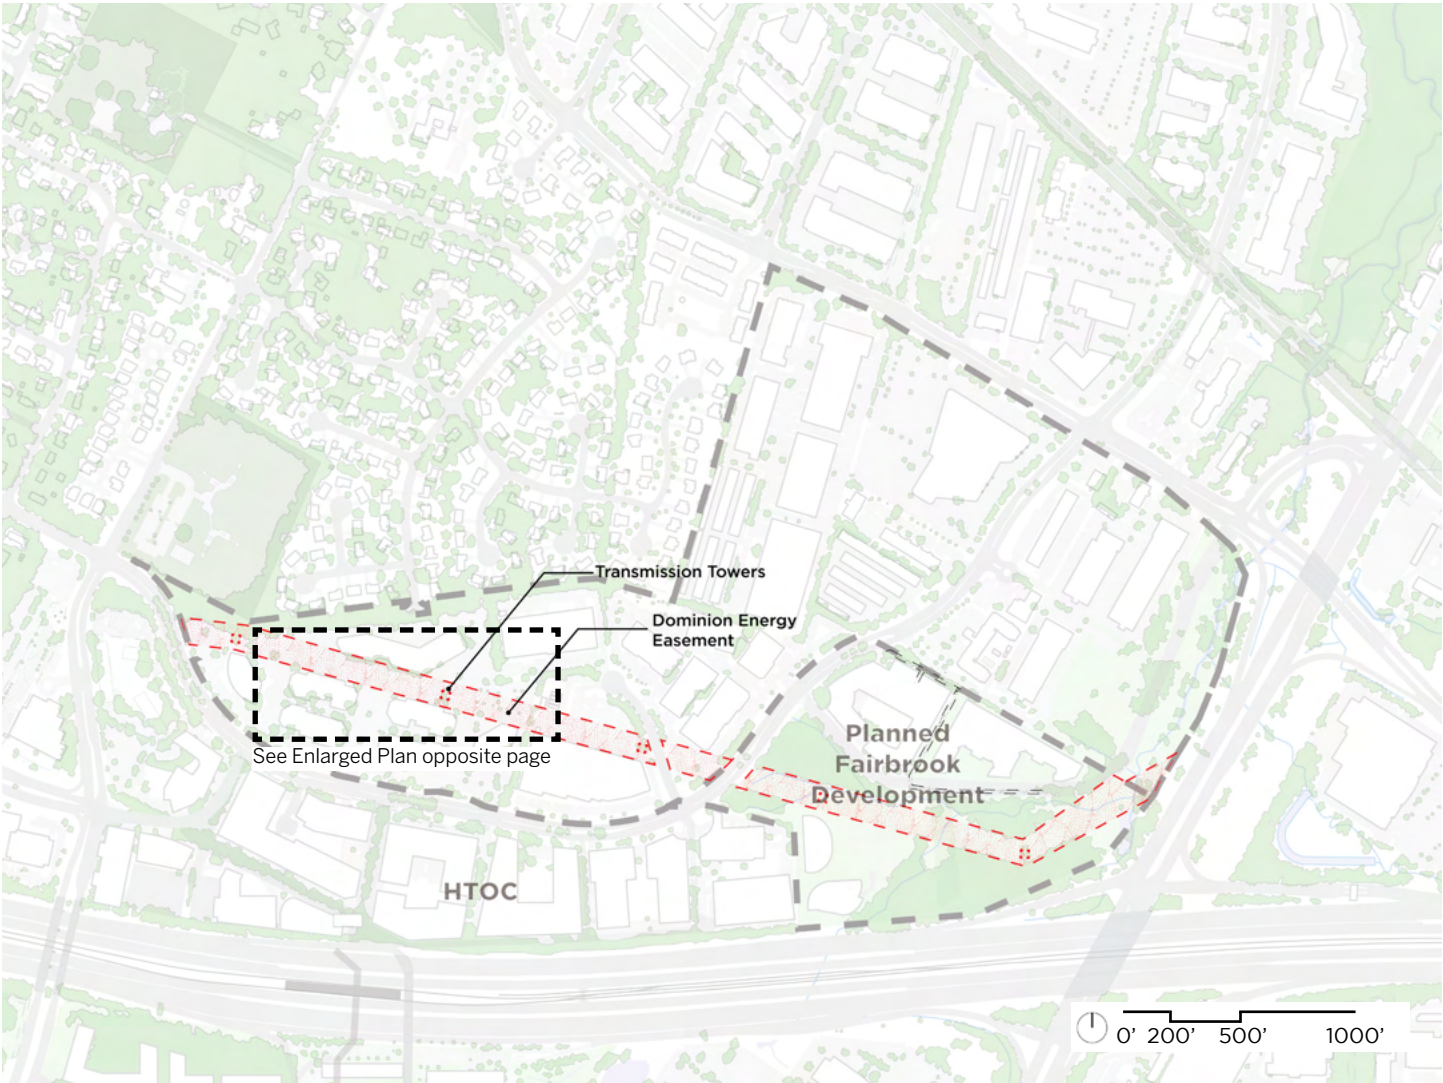 Transmission Towers
Dominion Energy
Easement
See Enlarged Plan opposite page
Planned
Fairbrook
Development
HTOC
0' 200' 500' 1000'